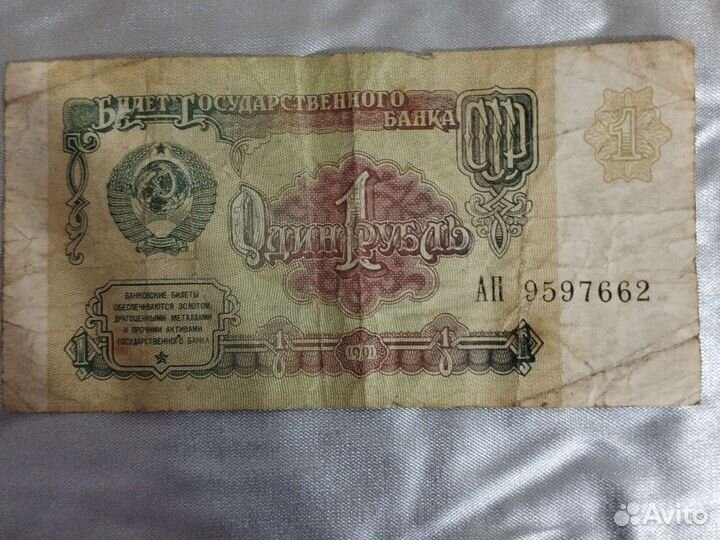 Билет Государственного
банка
СССР
1
1
Один рубль
АП 9597662
Банковские билеты
обеспечиваются золотом,
драгоценными металлами
и прочими активами
Государственного банка
1
1
1991
1
1
Avito